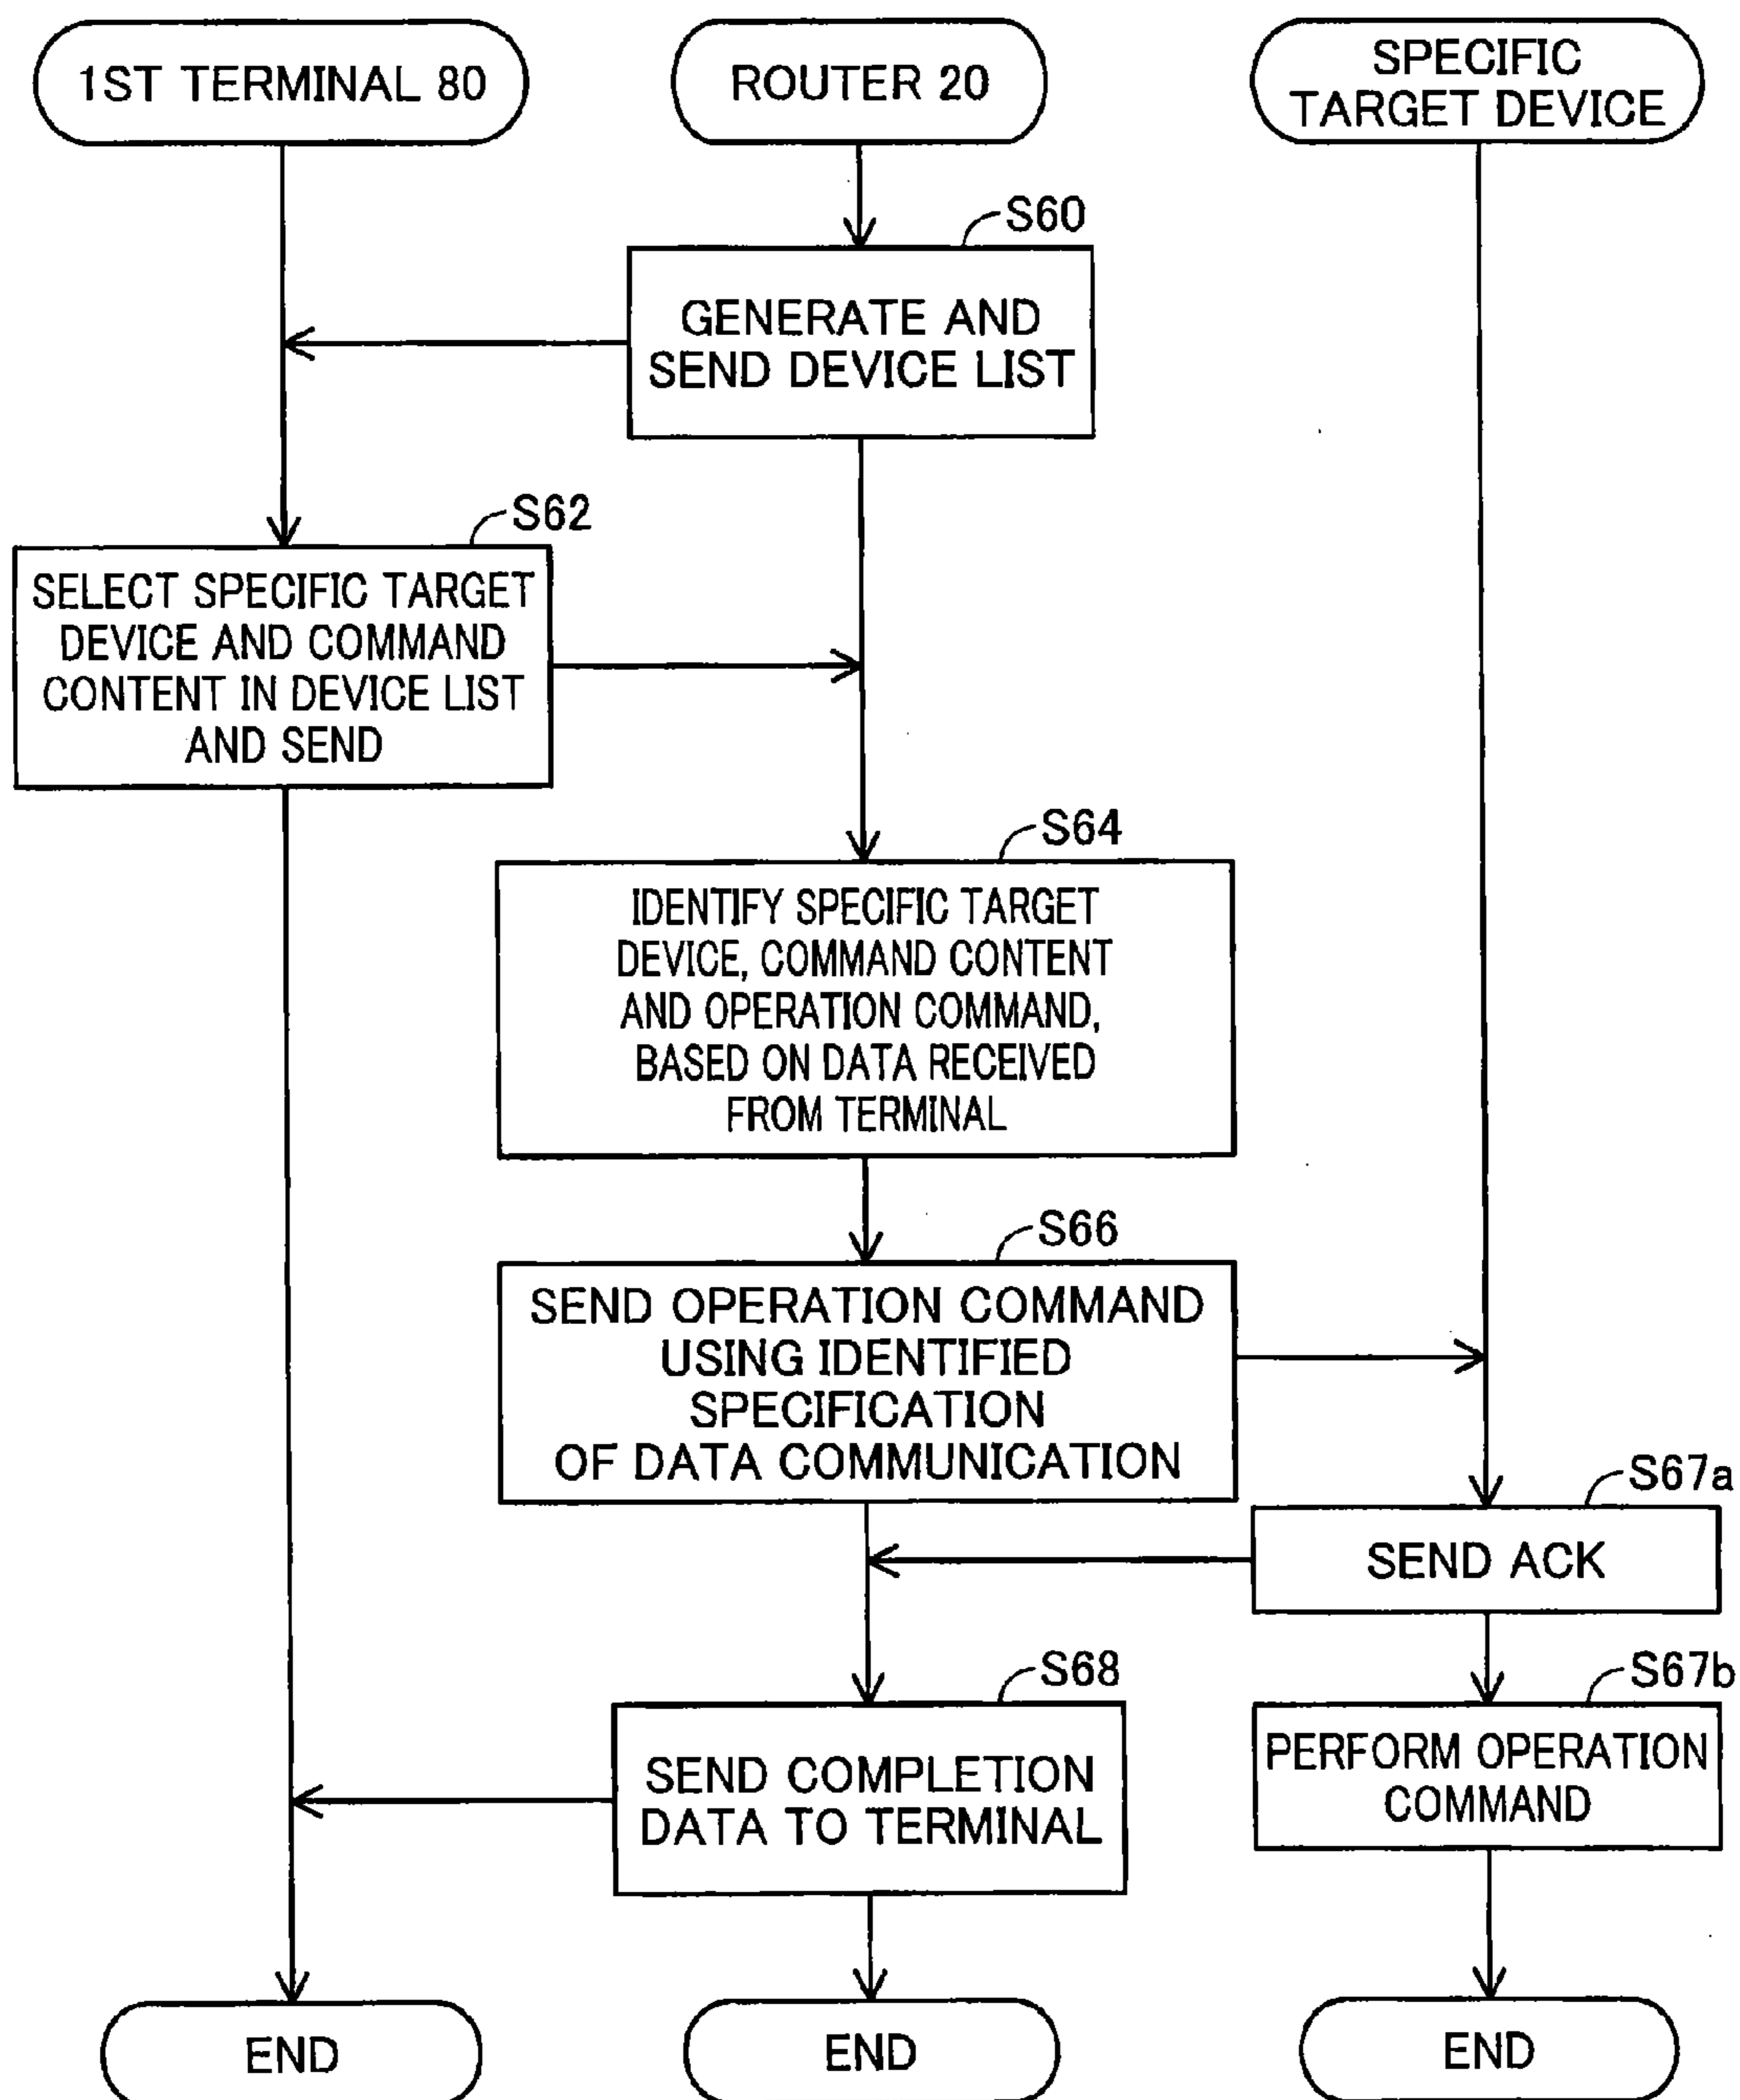 1ST TERMINAL 80
ROUTER 20
SPECIFIC
TARGET DEVICE
S60
GENERATE AND
SEND DEVICE LIST
S62
SELECT SPECIFIC TARGET
DEVICE AND COMMAND
CONTENT IN DEVICE LIST
AND SEND
S64
IDENTIFY SPECIFIC TARGET
DEVICE, COMMAND CONTENT
AND OPERATION COMMAND,
BASED ON DATA RECEIVED
FROM TERMINAL
S66
SEND OPERATION COMMAND
USING IDENTIFIED
SPECIFICATION
OF DATA COMMUNICATION
S67a
SEND ACK
S68
SEND COMPLETION
DATA TO TERMINAL
S67b
PERFORM OPERATION
COMMAND
END
END
END